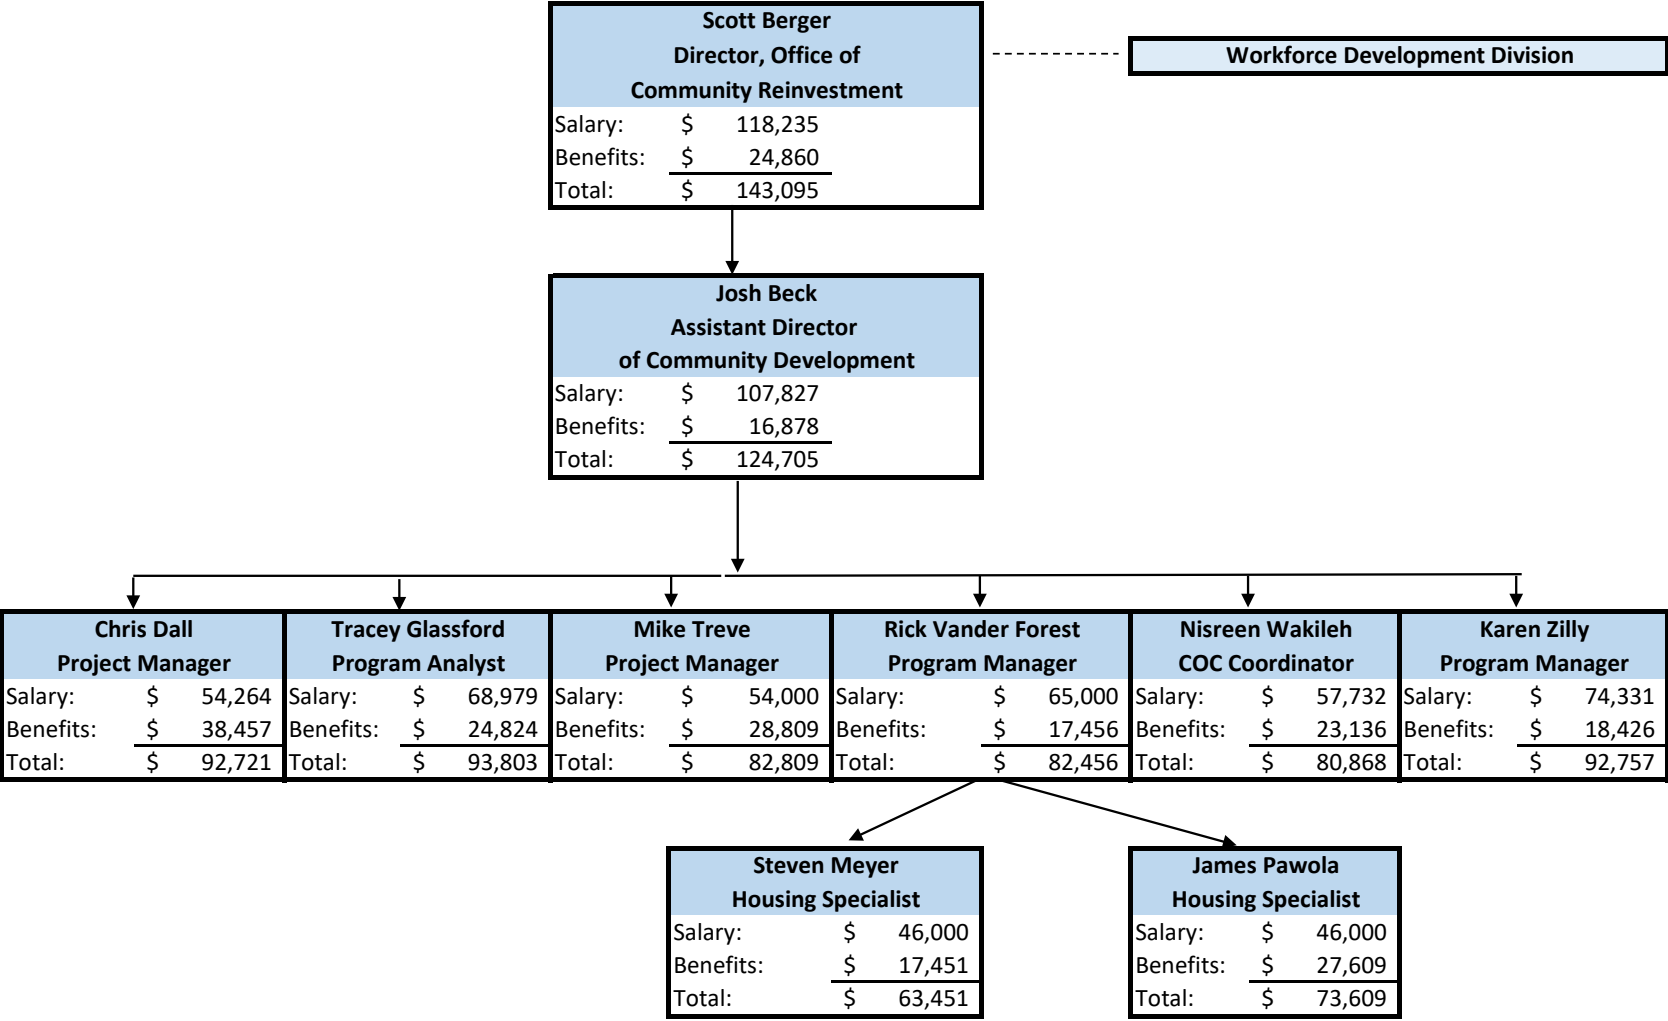 Scott Berger
Director, Office of
Community Reinvestment
Salary: $ 118,235
Benefits: $ 24,860
Total: $ 143,095
Workforce Development Division
Josh Beck
Assistant Director
of Community Development
Salary: $ 107,827
Benefits: $ 16,878
Total: $ 124,705
Chris Dall
Project Manager
Salary: $ 54,264
Benefits: $ 38,457
Total: $ 92,721
Tracey Glassford
Program Analyst
Salary: $ 68,979
Benefits: $ 24,824
Total: $ 93,803
Mike Treve
Project Manager
Salary: $ 54,000
Benefits: $ 28,809
Total: $ 82,809
Rick Vander Forest
Program Manager
Salary: $ 65,000
Benefits: $ 17,456
Total: $ 82,456
Nisreen Wakileh
COC Coordinator
Salary: $ 57,732
Benefits: $ 23,136
Total: $ 80,868
Karen Zilly
Program Manager
Salary: $ 74,331
Benefits: $ 18,426
Total: $ 92,757
Steven Meyer
Housing Specialist
Salary: $ 46,000
Benefits: $ 17,451
Total: $ 63,451
James Pawola
Housing Specialist
Salary: $ 46,000
Benefits: $ 27,609
Total: $ 73,609